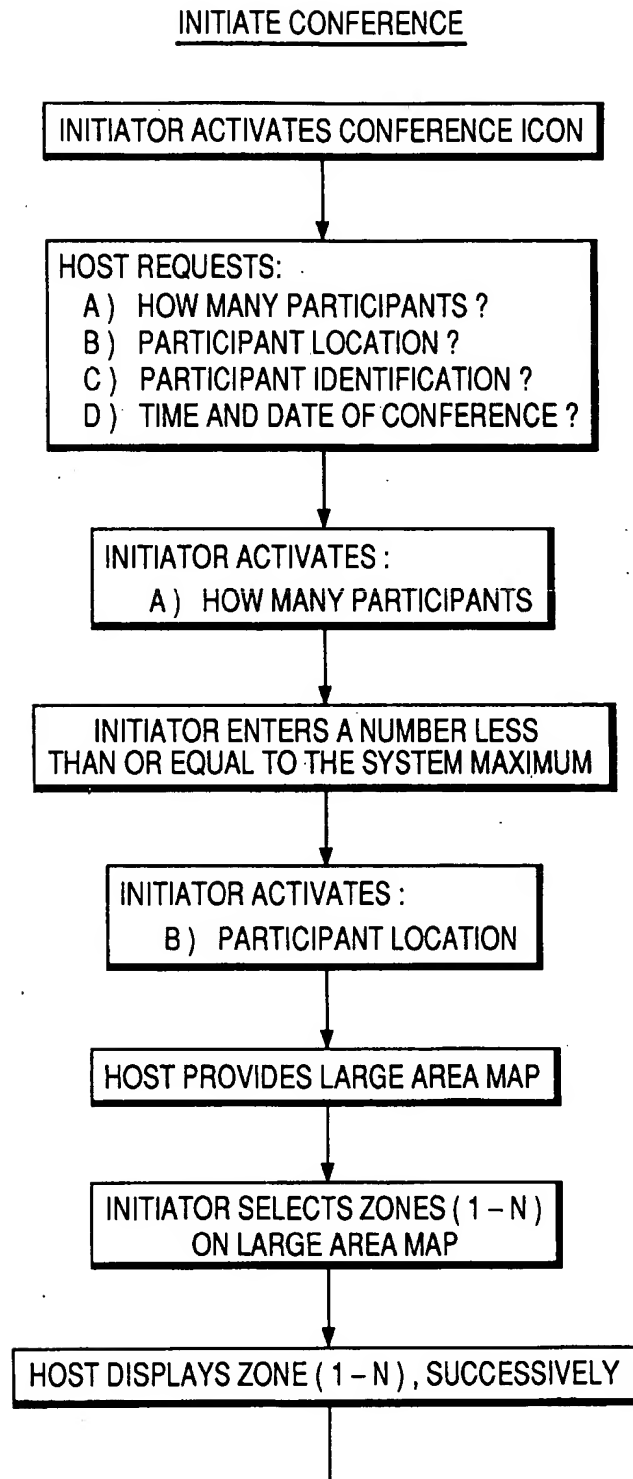 INITIATE CONFERENCE
INITIATOR ACTIVATES CONFERENCE ICON
HOST REQUESTS:
A) HOW MANY PARTICIPANTS ?
B) PARTICIPANT LOCATION ?
C) PARTICIPANT IDENTIFICATION ?
D) TIME AND DATE OF CONFERENCE ?
INITIATOR ACTIVATES :
A) HOW MANY PARTICIPANTS
INITIATOR ENTERS A NUMBER LESS
THAN OR EQUAL TO THE SYSTEM MAXIMUM
INITIATOR ACTIVATES :
B) PARTICIPANT LOCATION
HOST PROVIDES LARGE AREA MAP
INITIATOR SELECTS ZONES ( 1 – N )
ON LARGE AREA MAP
HOST DISPLAYS ZONE ( 1 – N ) , SUCCESSIVELY